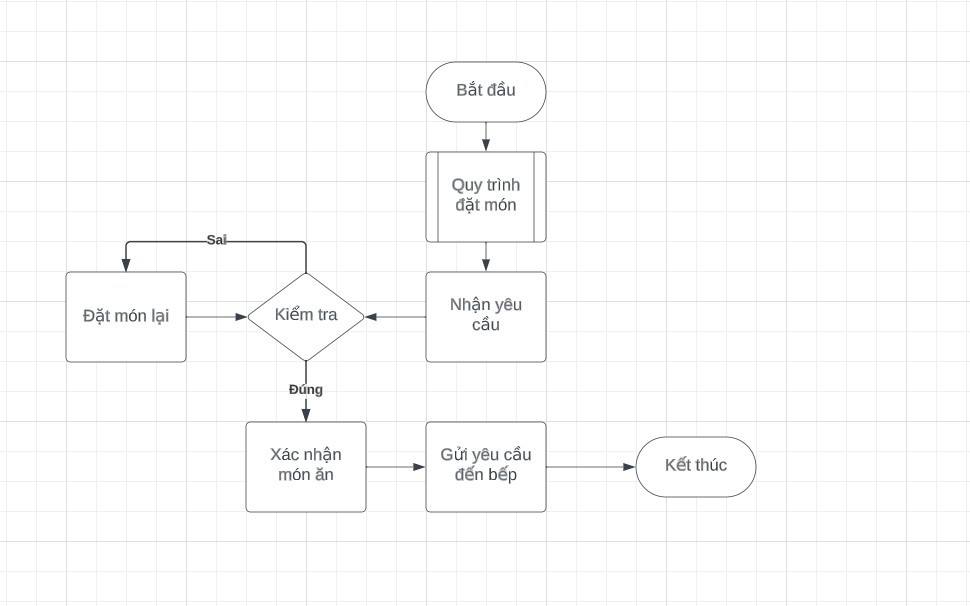 Bắt đầu
Quy trình
đặt món
Sai
Đặt món lại
Kiểm tra
Nhận yêu
cầu
Đúng
Xác nhận
món ăn
Gửi yêu cầu
đến bếp
Kết thúc